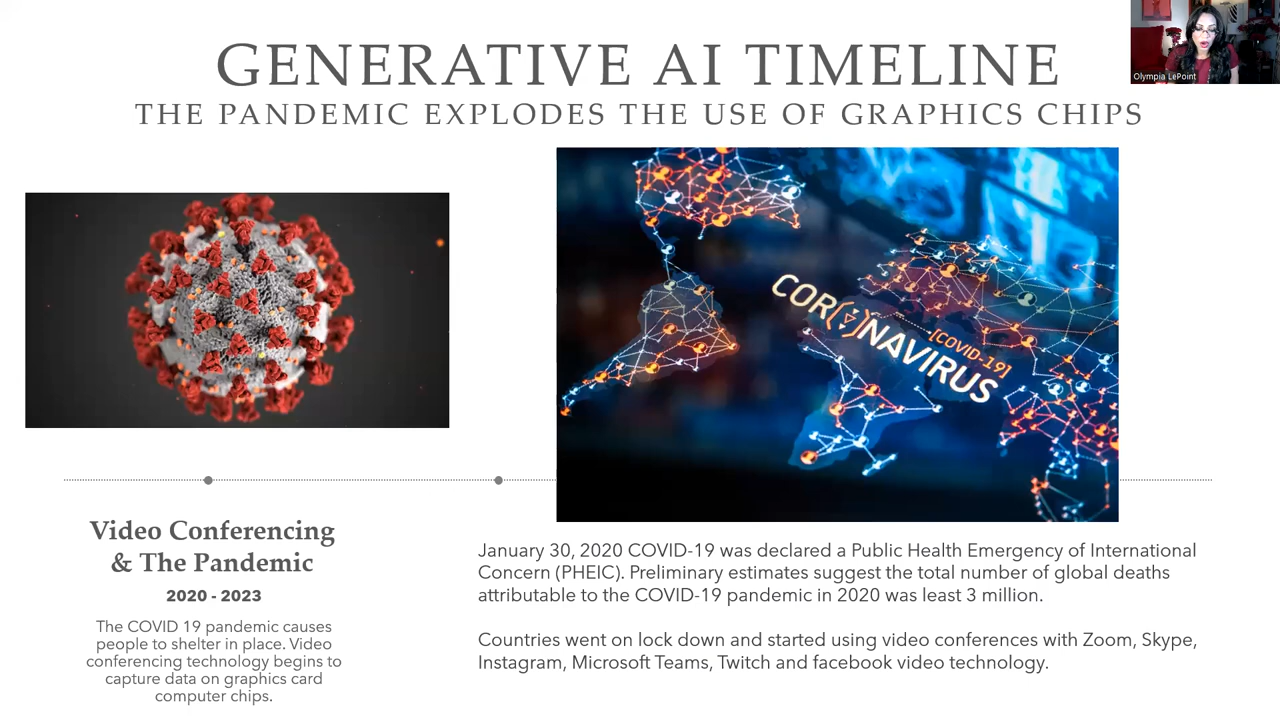 GENERATIVE AI TIMELINE
THE PANDEMIC EXPLODES THE USE OF GRAPHICS CHIPS
Olympia LePoint
COR(O)NAVIRUS
[COVID-19]
Video Conferencing
& The Pandemic
2020 - 2023
The COVID 19 pandemic causes
people to shelter in place. Video
conferencing technology begins to
capture data on graphics card
computer chips.
January 30, 2020 COVID-19 was declared a Public Health Emergency of International
Concern (PHEIC). Preliminary estimates suggest the total number of global deaths
attributable to the COVID-19 pandemic in 2020 was least 3 million.
Countries went on lock down and started using video conferences with Zoom, Skype,
Instagram, Microsoft Teams, Twitch and facebook video technology.